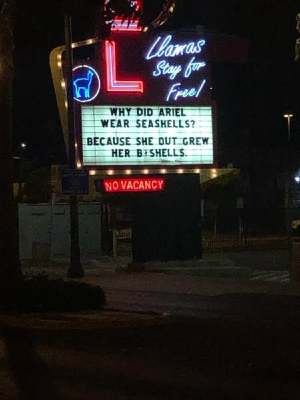 L
Llamas
Stay for
Free!
WHY DID ARIEL
WEAR SEASHELLS?
BECAUSE SHE OUT GREW
HER B+SHELLS.
NO VACANCY